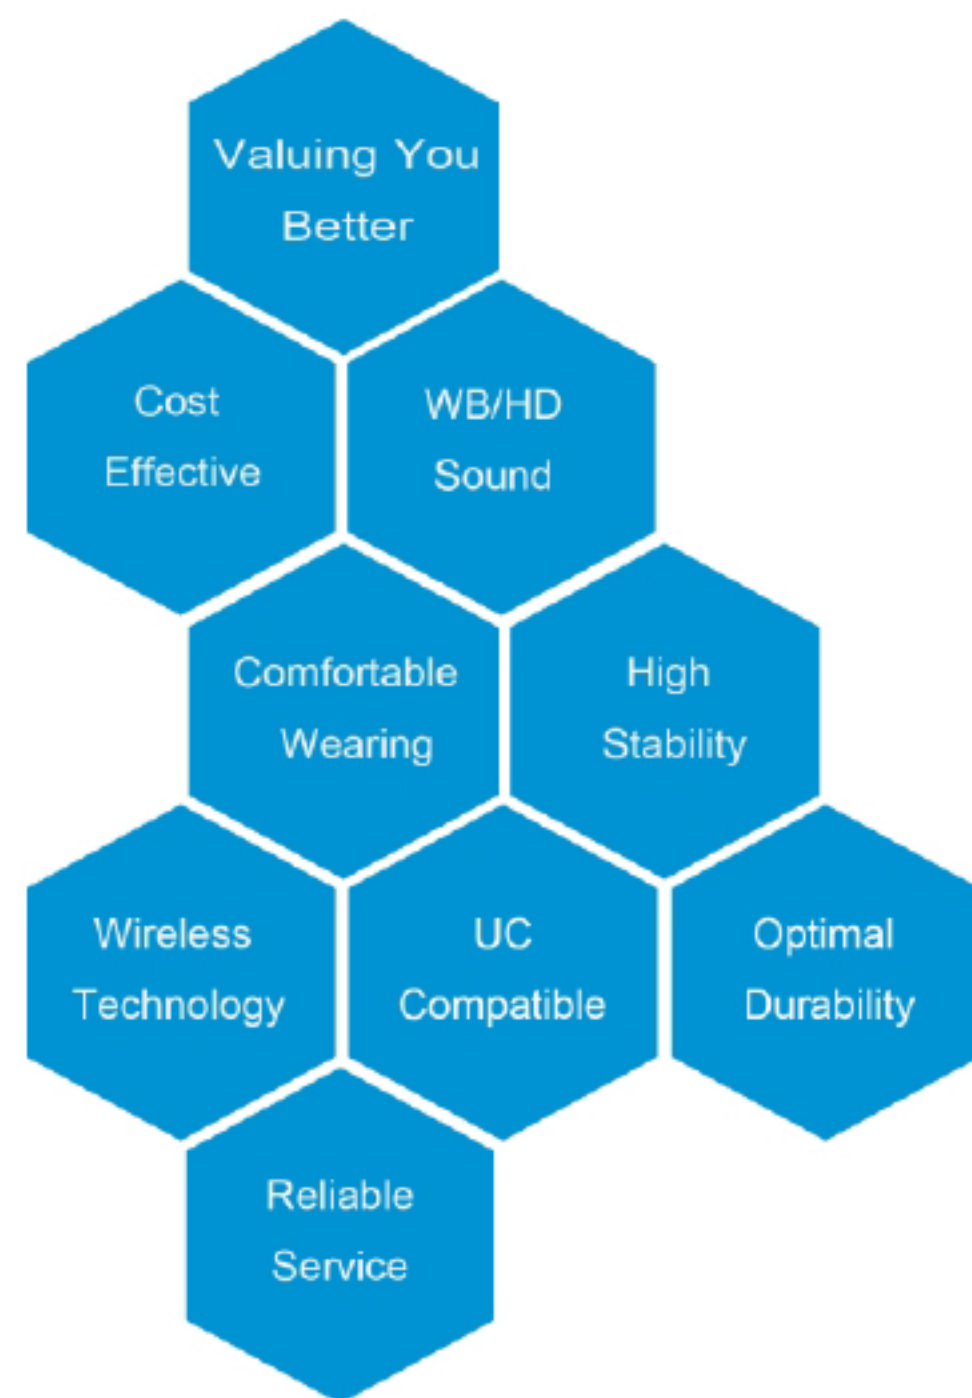 Valuing You
Better
Cost
Effective
WB/HD
Sound
Comfortable
Wearing
High
Stability
Wireless
Technology
UC
Compatible
Optimal
Durability
Reliable
Service